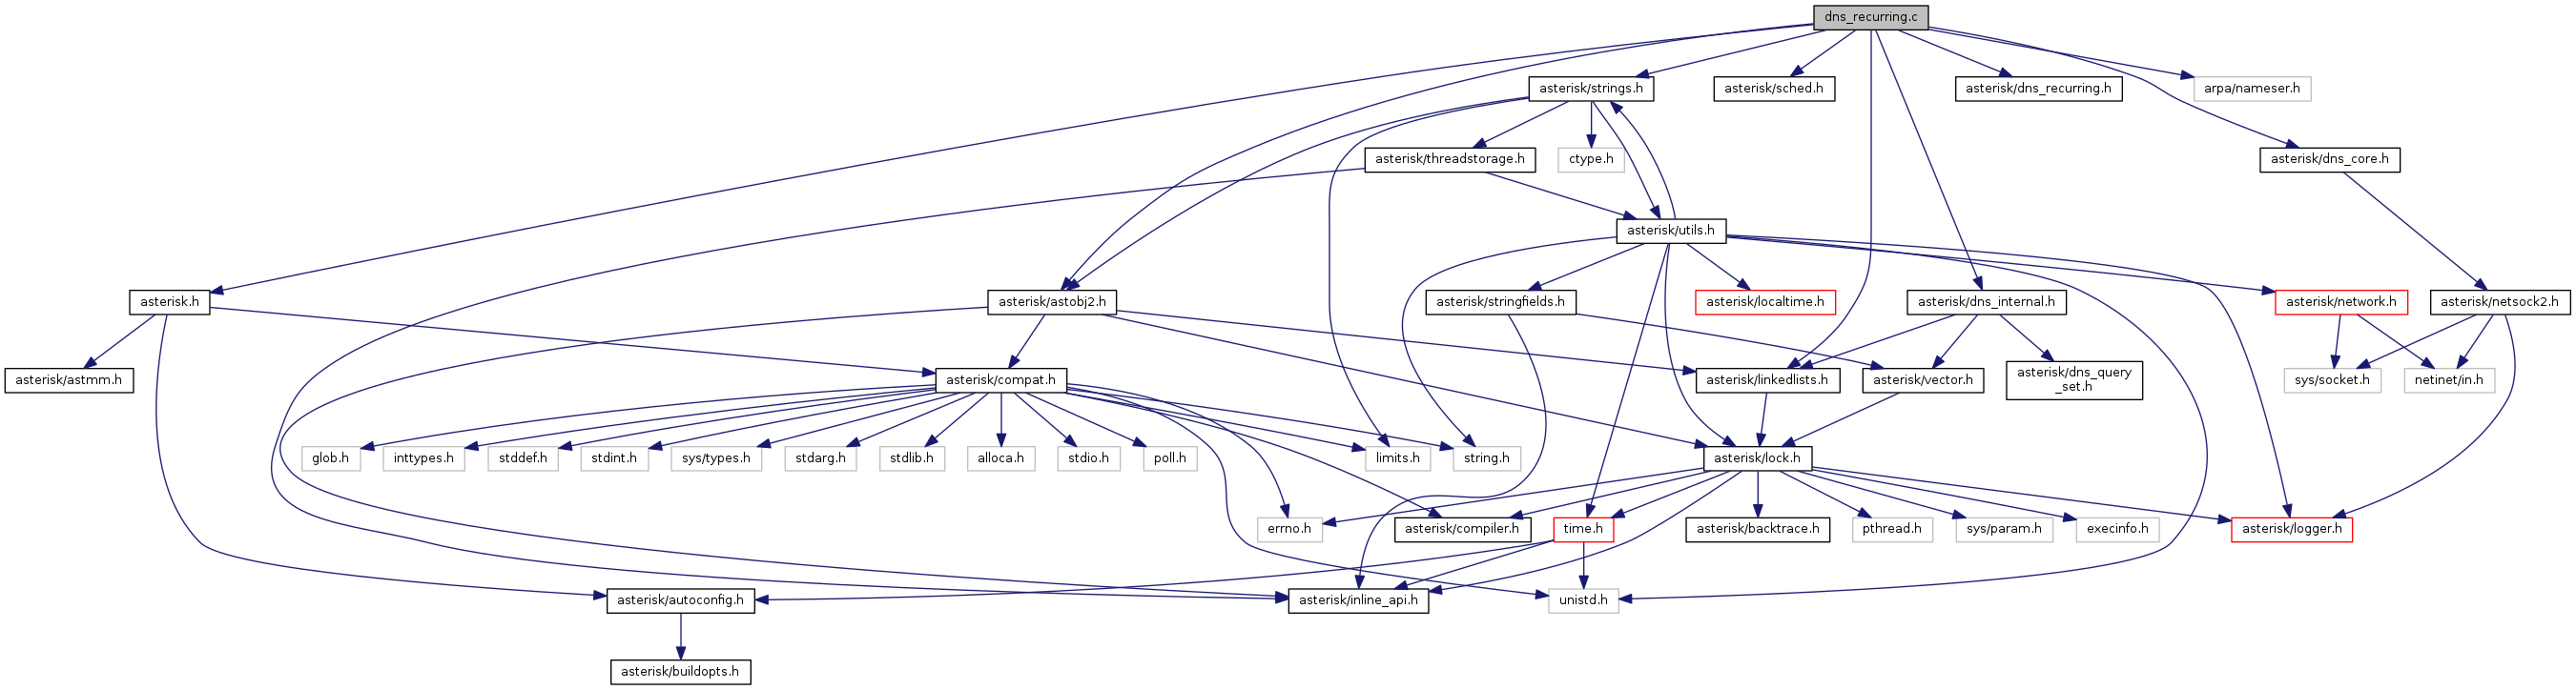 dns_recurring.c
asterisk/strings.h
asterisk/sched.h
asterisk/dns_recurring.h
arpa/nameser.h
asterisk/threadstorage.h
ctype.h
asterisk/dns_core.h
asterisk/utils.h
asterisk.h
asterisk/astobj2.h
asterisk/stringfields.h
asterisk/localtime.h
asterisk/dns_internal.h
asterisk/network.h
asterisk/netsock2.h
asterisk/astmm.h
asterisk/compat.h
asterisk/linkedlists.h
asterisk/vector.h
asterisk/dns_query
_set.h
sys/socket.h
netinet/in.h
glob.h
inttypes.h
stddef.h
stdint.h
sys/types.h
stdarg.h
stdlib.h
alloca.h
stdio.h
poll.h
limits.h
string.h
asterisk/lock.h
errno.h
asterisk/compiler.h
time.h
asterisk/backtrace.h
pthread.h
sys/param.h
execinfo.h
asterisk/logger.h
asterisk/autoconfig.h
asterisk/inline_api.h
unistd.h
asterisk/buildopts.h